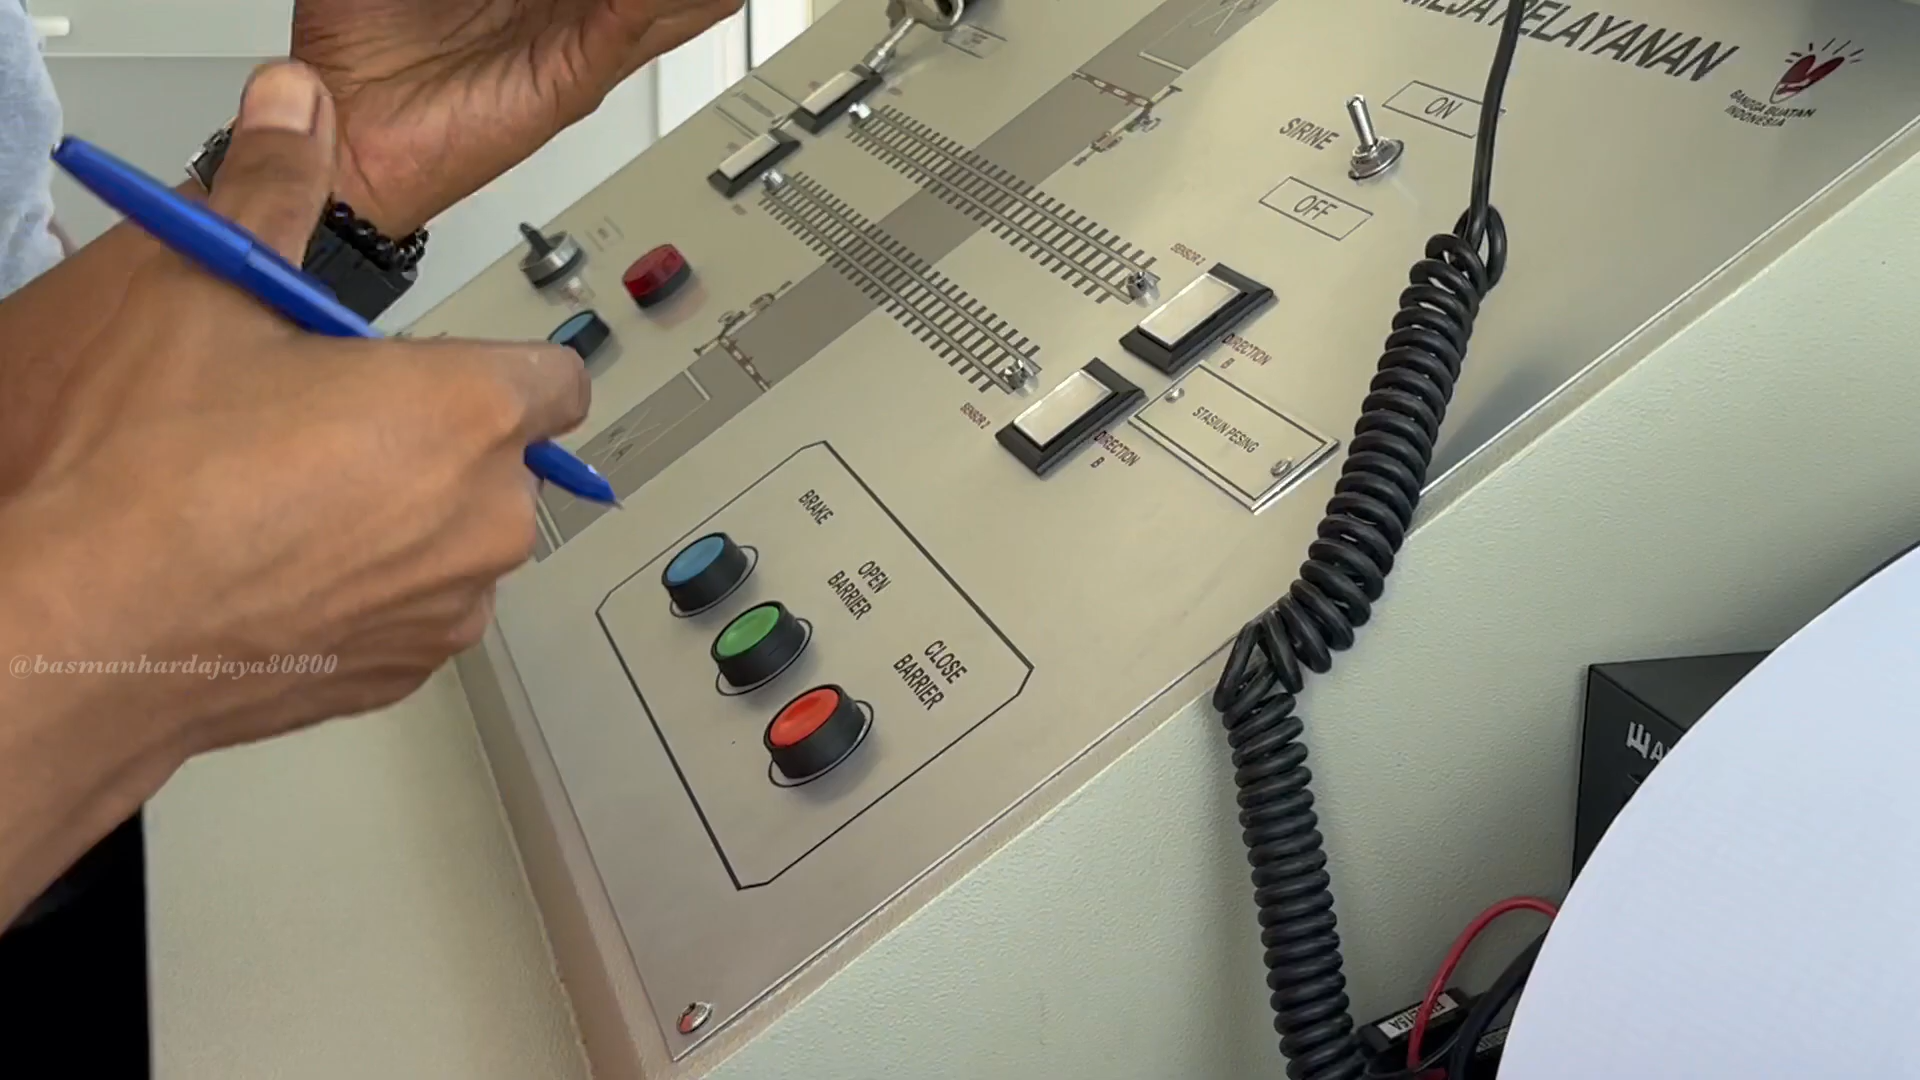 MEJA PELAYANAN
BANGGA BUATAN
INDONESIA
ON
SIRINE
OFF
SENSOR 2
DIRECTION
B
SENSOR 2
DIRECTION
B
STASIUN PESING
BRAKE
OPEN
BARRIER
CLOSE
BARRIER
@basmanhardajaya80800